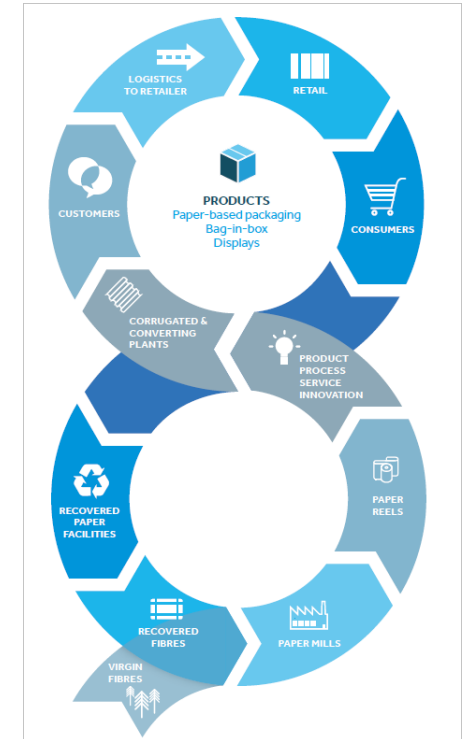 LOGISTICS
TO RETAILER
RETAIL
PRODUCTS
Paper-based packaging
Bag-in-box
Displays
CUSTOMERS
CONSUMERS
CORRUGATED &
CONVERTING
PLANTS
PRODUCT
PROCESS
SERVICE
INNOVATION
RECOVERED
PAPER
FACILITIES
PAPER
REELS
RECOVERED
FIBRES
PAPER MILLS
VIRGIN
FIBRES